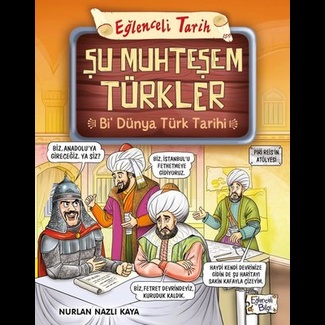 Eğlenceli Tarih
ŞU MUHTEŞEM
TÜRKLER
Bi' Dünya Türk Tarihi
BİZ, ANADOLU'YA
GİRECEĞİZ. YA SİZ?
BİZ, İSTANBUL'U
FETHETMEYE
GİDİYORUZ.
PİRİ REİS'İN
ATÖLYESİ
BİZ, FETRET DEVRİNDEYİZ,
KURUDUK KALDIK.
HAYDİ KENDİ DEVRİNİZE
GİDİN DE ŞU HARİTAYI
SAKİN KAFAYLA ÇİZEYİM.
NURLAN NAZLI KAYA
Eğlenceli
Bilgi